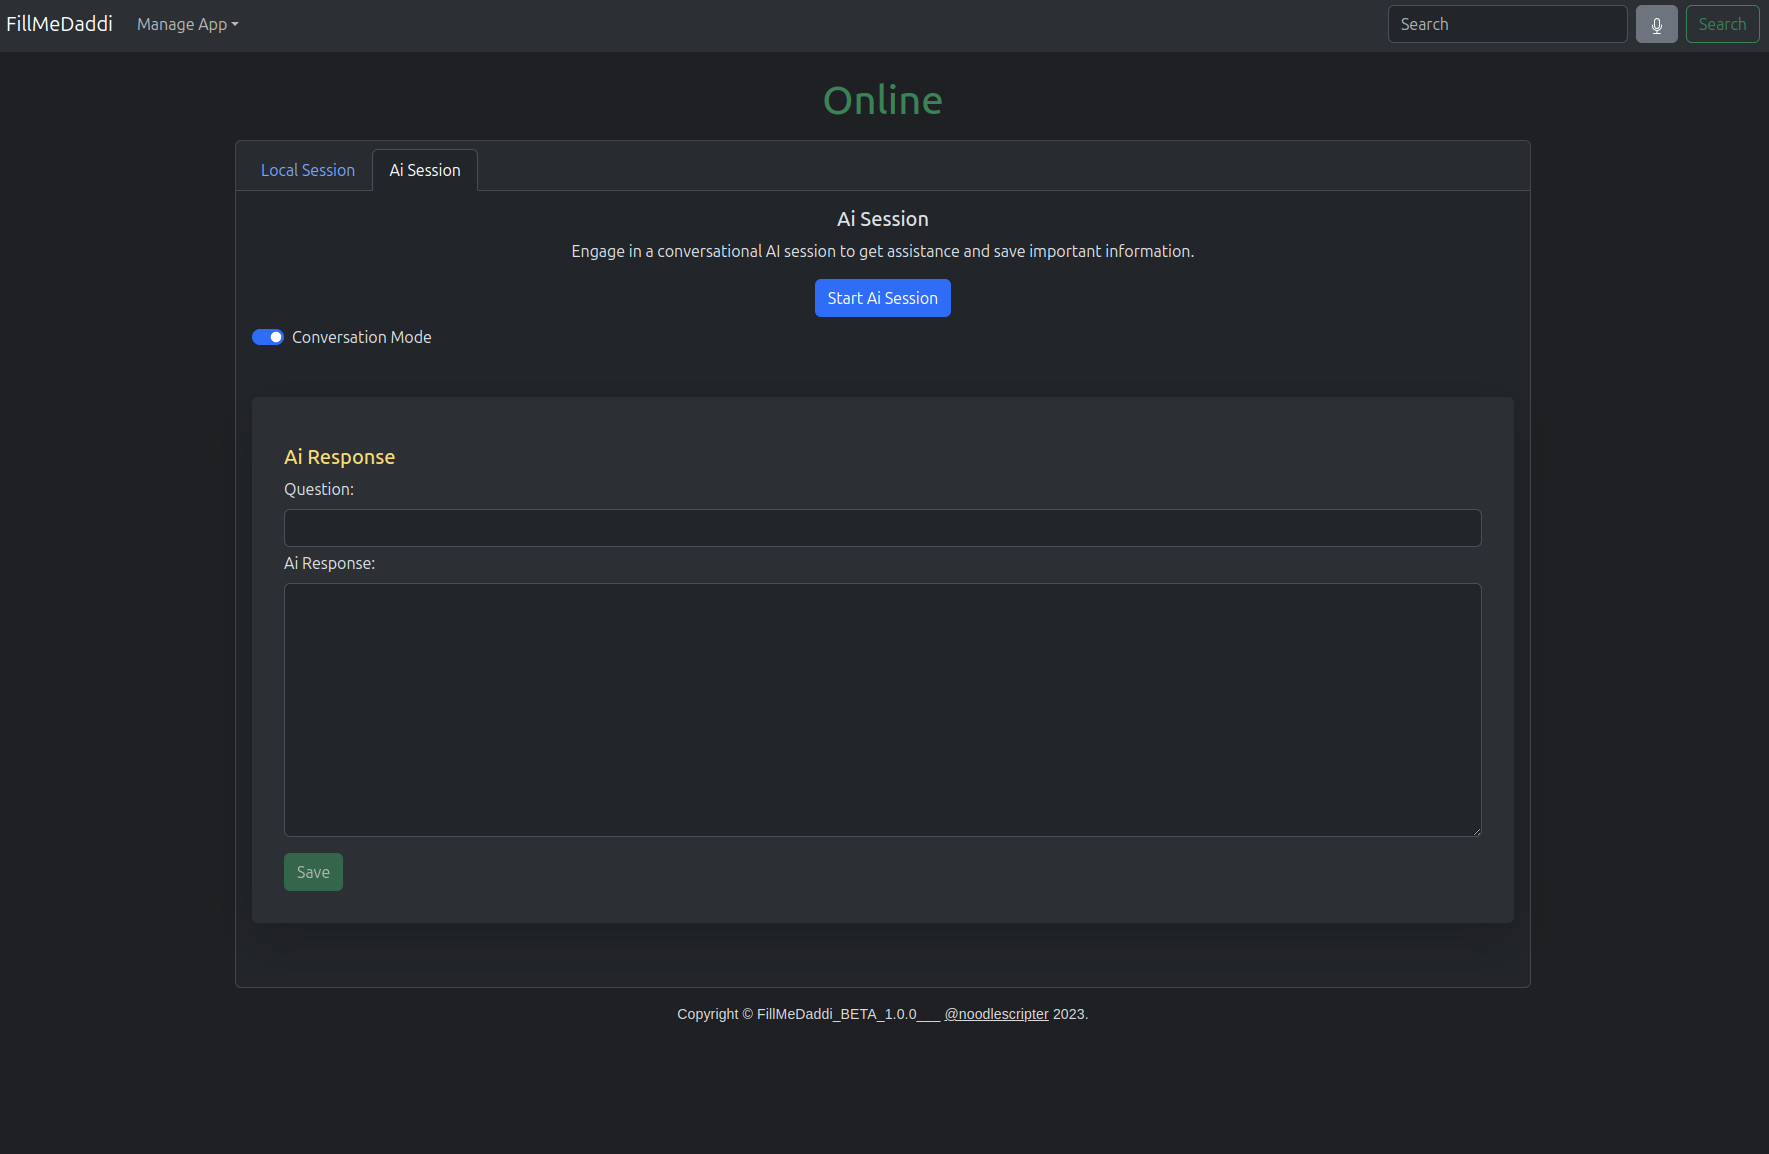 FillMeDaddi Manage App Search Search
Online
Local Session Ai Session
Ai Session
Engage in a conversational AI session to get assistance and save important information.
Start Ai Session
Conversation Mode
Ai Response
Question:
Ai Response:
Save
Copyright © FillMeDaddi_BETA_1.0.0___ @noodlescripter 2023.